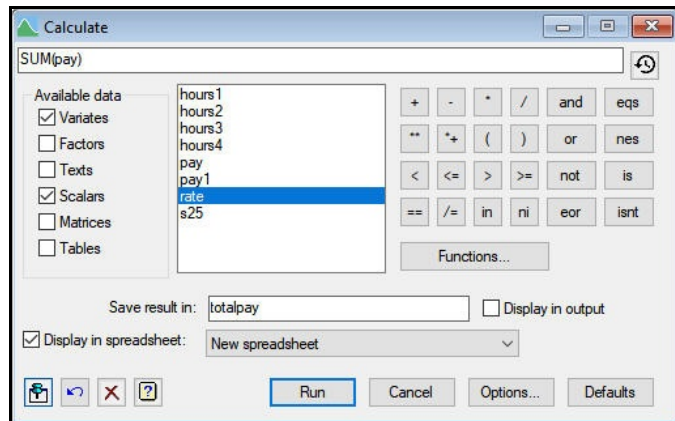 Calculate
SUM(pay)
Available data
Variates
Factors
Texts
Scalars
Matrices
Tables
hours1
hours2
hours3
hours4
pay
pay1
rate
s25
+ - * / and eqs
** *+ ( ) or nes
< <= > >= not is
== /= in ni eor isnt
Functions...
Save result in: totalpay Display in output
Display in spreadsheet: New spreadsheet
? Run Cancel Options... Defaults